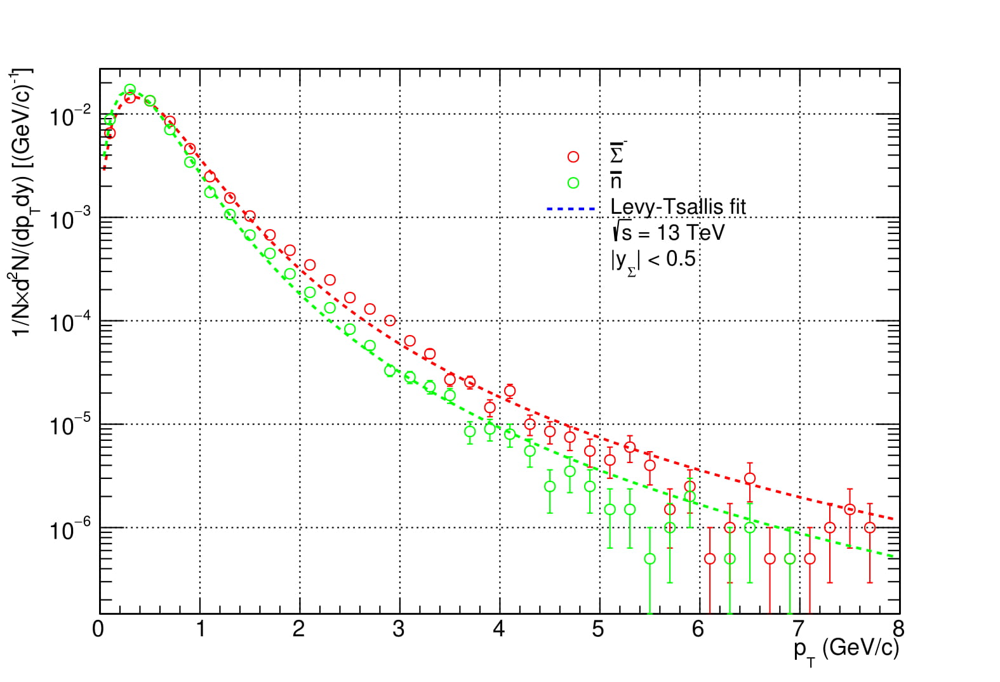 1/N×d²N/(dp_T dy) [(GeV/c)⁻¹]
10⁻²
10⁻³
10⁻⁴
10⁻⁵
10⁻⁶
Σ̅⁻
n̅
Levy-Tsallis fit
√s = 13 TeV
|y_Σ| < 0.5
0 1 2 3 4 5 6 7 8
p_T (GeV/c)